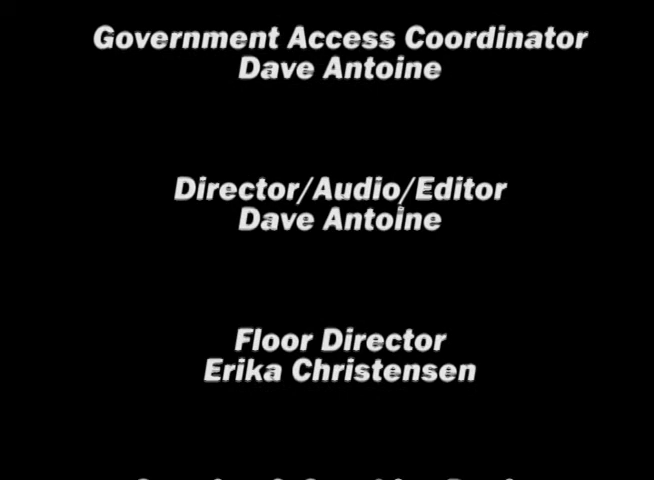 Government Access Coordinator
Dave Antoine
Director/Audio/Editor
Dave Antoine
Floor Director
Erika Christensen